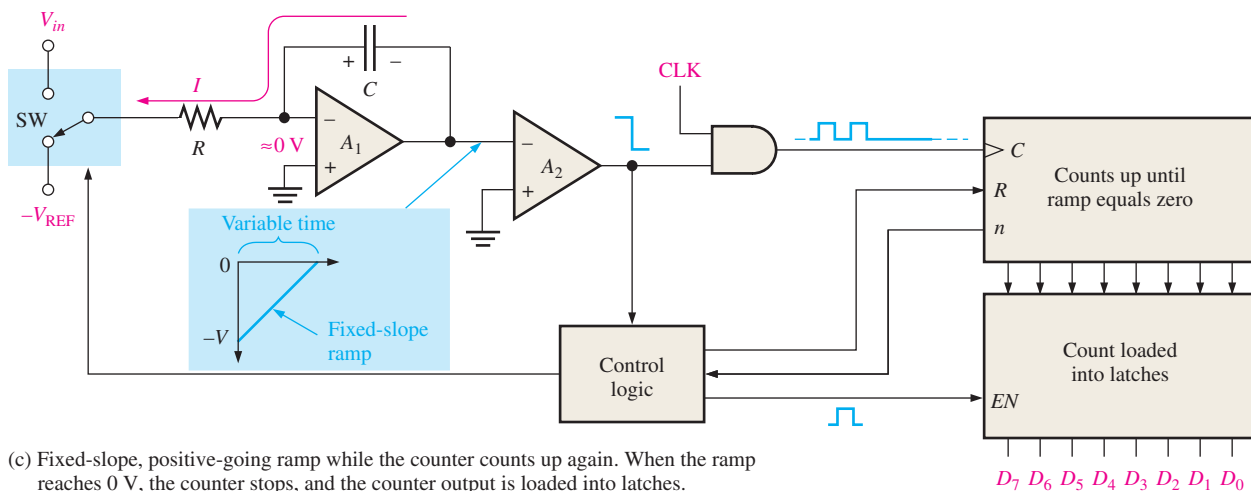 V_in
SW
-V_REF
I
R
≈0 V
+ −
C
−
A_1
+
−
A_2
+
CLK
C
R
n
Counts up until
ramp equals zero
Variable time
0
−V
Fixed-slope
ramp
Control
logic
EN
Count loaded
into latches
D_7 D_6 D_5 D_4 D_3 D_2 D_1 D_0
(c) Fixed-slope, positive-going ramp while the counter counts up again. When the ramp
reaches 0 V, the counter stops, and the counter output is loaded into latches.